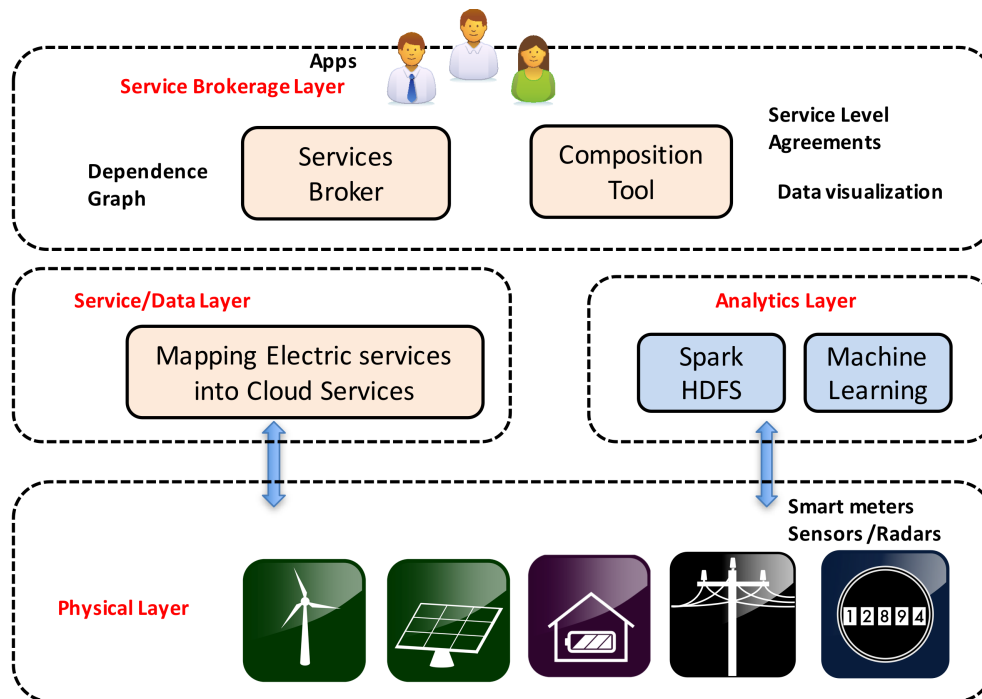 Apps
Service Brokerage Layer
Services
Broker
Composition
Tool
Service Level
Agreements
Dependence
Graph
Data visualization
Service/Data Layer
Mapping Electric services
into Cloud Services
Analytics Layer
Spark
HDFS
Machine
Learning
Smart meters
Sensors /Radars
Physical Layer
12894